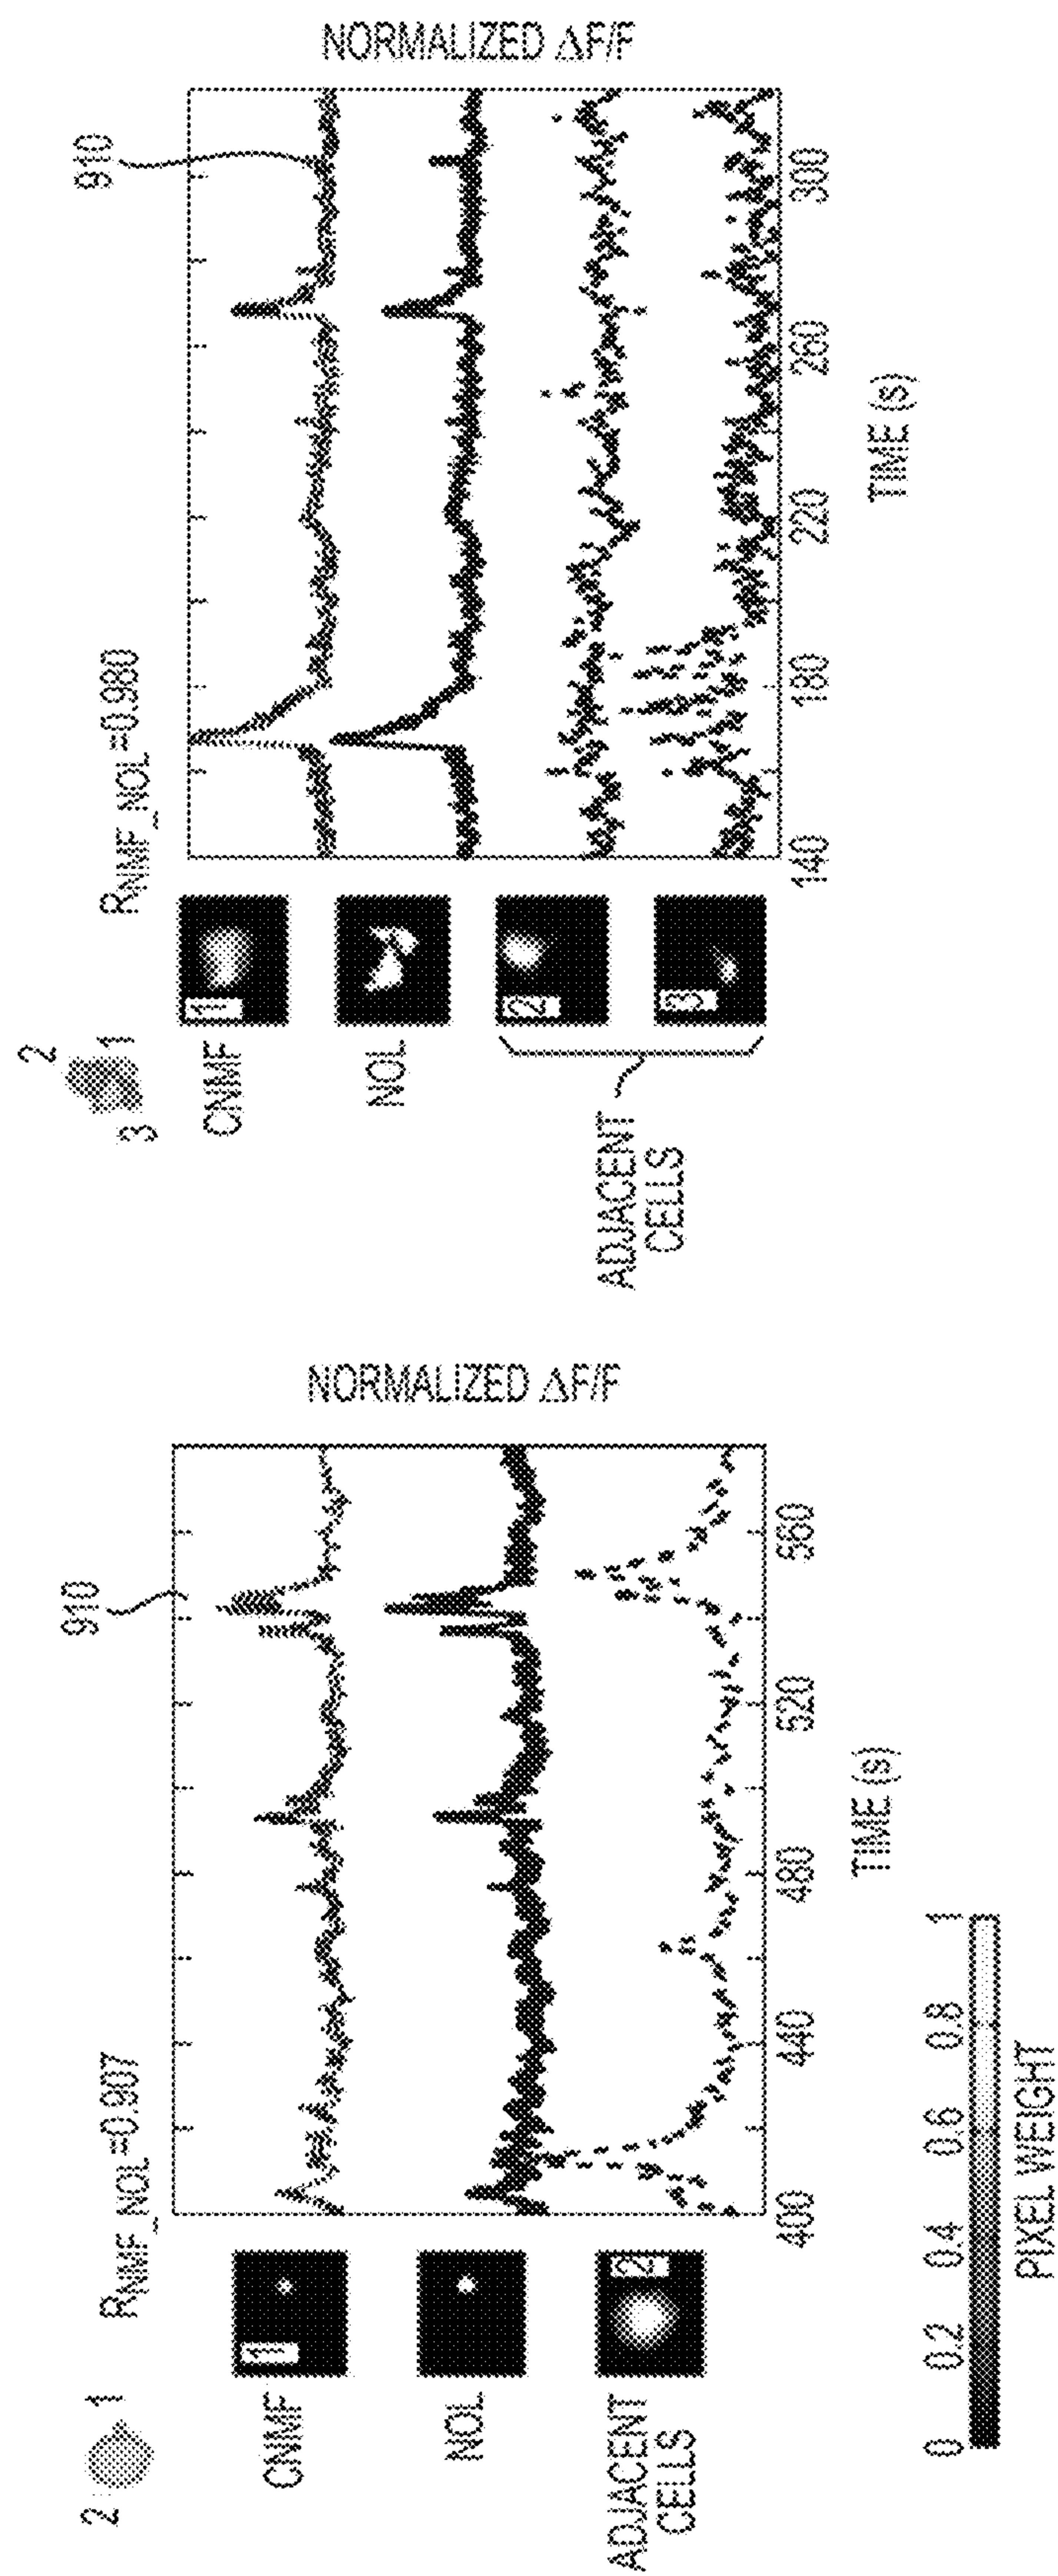 2
1
R_NMF_NOL=0.907
CNMF
1
NOL
ADJACENT
CELLS
2
910
NORMALIZED ΔF/F
400
440
480
520
560
TIME (s)
0
0.2
0.4
0.6
0.8
1
PIXEL WEIGHT
3
2
1
R_NMF_NOL=0.980
CNMF
1
NOL
ADJACENT
CELLS
2
3
910
NORMALIZED ΔF/F
140
180
220
260
300
TIME (s)